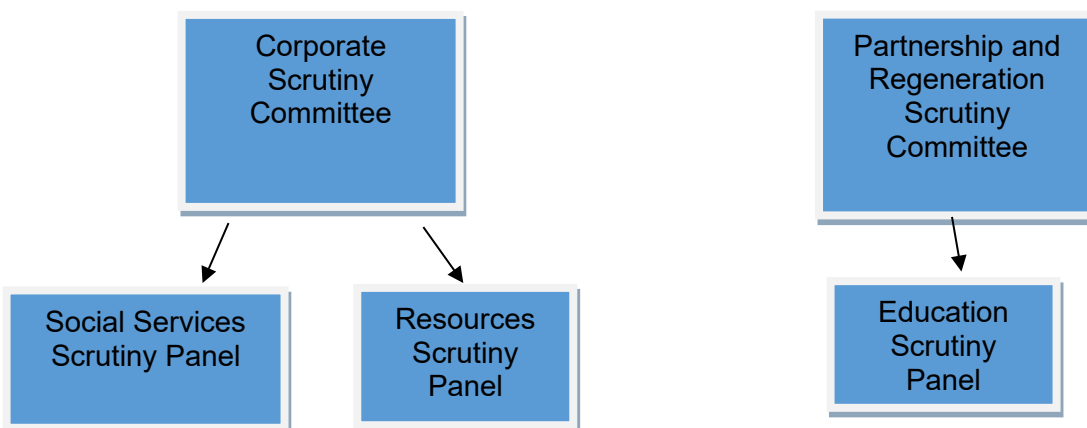 Corporate
Scrutiny
Committee
Partnership and
Regeneration
Scrutiny
Committee
Social Services
Scrutiny Panel
Resources
Scrutiny
Panel
Education
Scrutiny
Panel